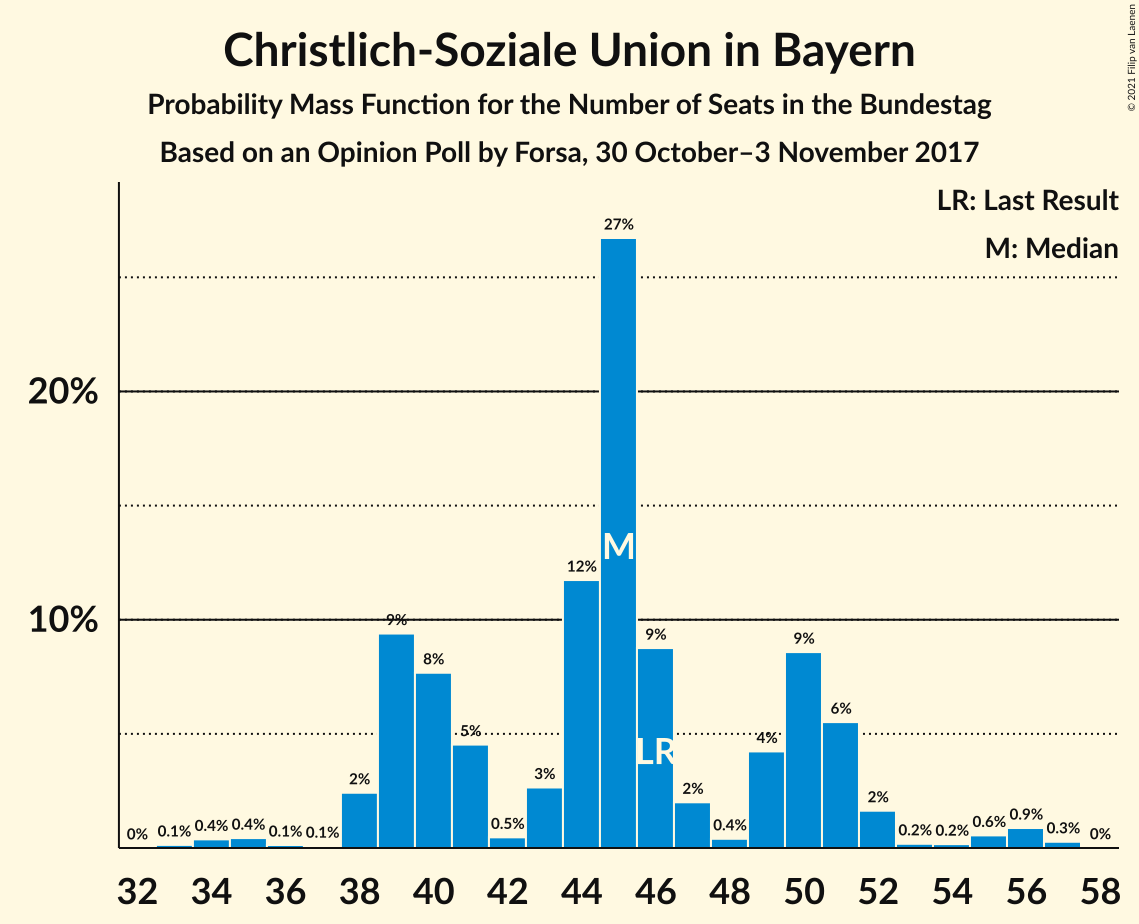 Christlich-Soziale Union in Bayern
Probability Mass Function for the Number of Seats in the Bundestag
Based on an Opinion Poll by Forsa, 30 October–3 November 2017
© 2021 Filip van Laenen
LR: Last Result
M: Median
20%
10%
0% 0.1% 0.4% 0.4% 0.1% 0.1% 2% 9% 8% 5% 0.5% 3% 12% 27% 9% 2% 0.4% 4% 9% 6% 2% 0.2% 0.2% 0.6% 0.9% 0.3% 0%
M
LR
32 34 36 38 40 42 44 46 48 50 52 54 56 58